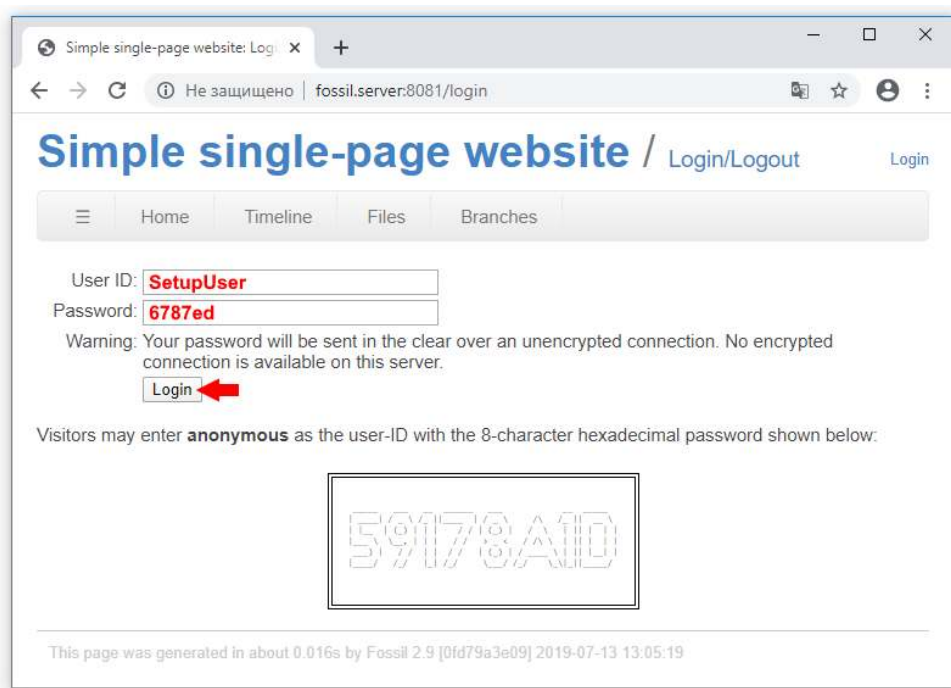 Simple single-page website: Log
Не защищено | fossil.server:8081/login
Simple single-page website / Login/Logout Login
☰ Home Timeline Files Branches
User ID: SetupUser
Password: 6787ed
Warning: Your password will be sent in the clear over an unencrypted connection. No encrypted
connection is available on this server.
Login
Visitors may enter anonymous as the user-ID with the 8-character hexadecimal password shown below:
59178A1D
This page was generated in about 0.016s by Fossil 2.9 [0fd79a3e09] 2019-07-13 13:05:19